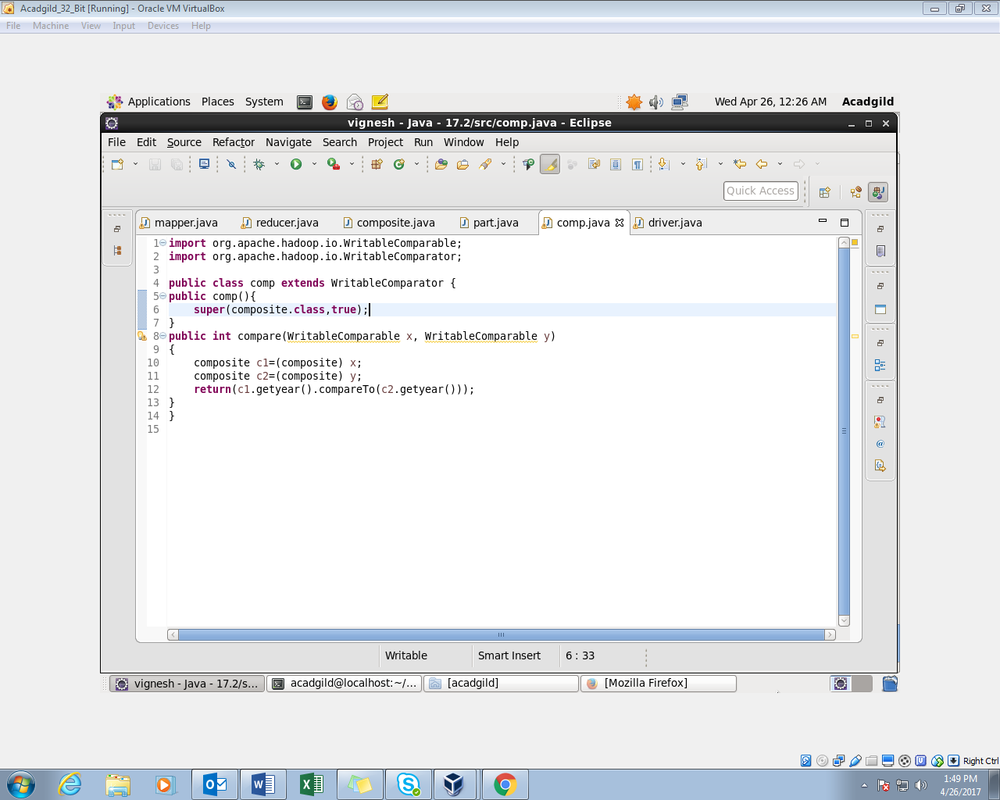 Acadgild_32_Bit [Running] - Oracle VM VirtualBox
File Machine View Input Devices Help
Applications Places System Wed Apr 26, 12:26 AM Acadgild
vignesh - Java - 17.2/src/comp.java - Eclipse
File Edit Source Refactor Navigate Search Project Run Window Help
Quick Access
mapper.java reducer.java composite.java part.java comp.java driver.java
1 import org.apache.hadoop.io.WritableComparable;
2 import org.apache.hadoop.io.WritableComparator;
3
4 public class comp extends WritableComparator {
5 public comp(){
6     super(composite.class,true);
7 }
8 public int compare(WritableComparable x, WritableComparable y)
9 {
10     composite c1=(composite) x;
11     composite c2=(composite) y;
12     return(c1.getyear().compareTo(c2.getyear()));
13 }
14 }
15
Writable Smart Insert 6 : 33
vignesh - Java - 17.2/s... acadgild@localhost:~/... [acadgild] [Mozilla Firefox]
Right Ctrl
1:49 PM
4/26/2017